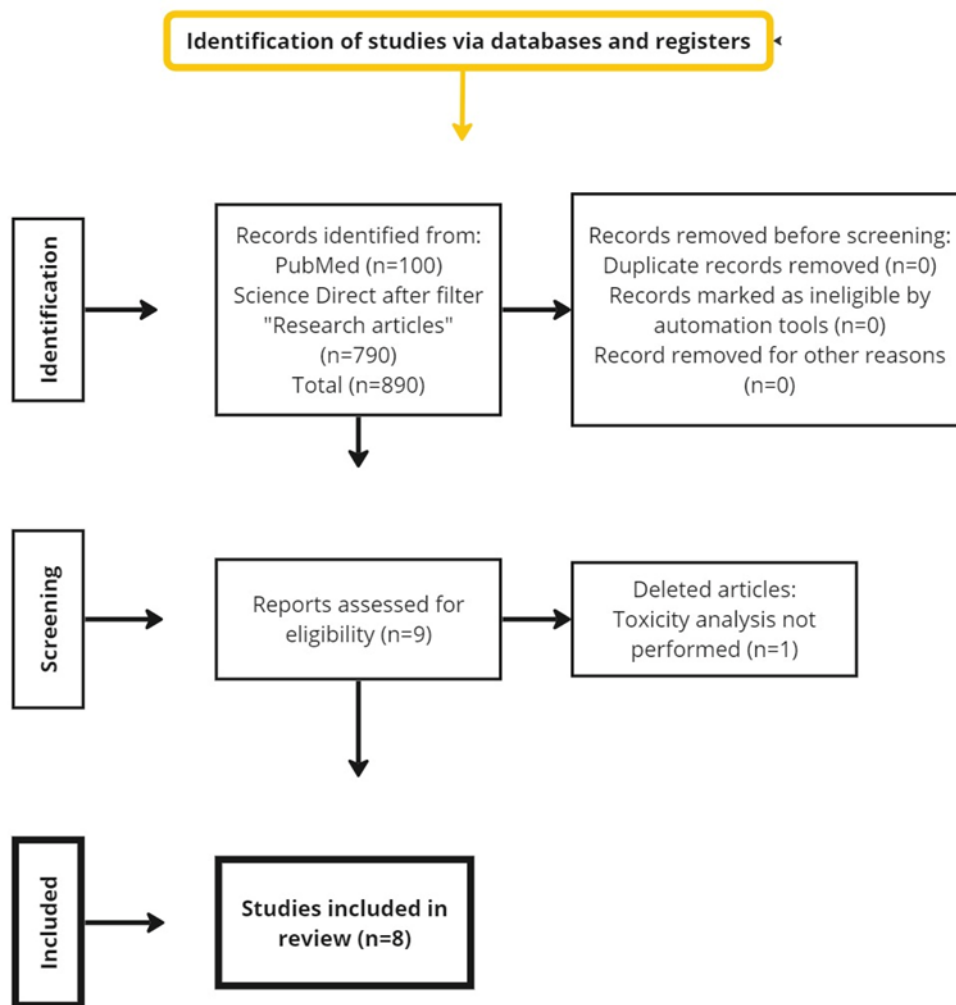 Identification of studies via databases and registers
Identification
Records identified from:
PubMed (n=100)
Science Direct after filter
"Research articles"
(n=790)
Total (n=890)
Records removed before screening:
Duplicate records removed (n=0)
Records marked as ineligible by
automation tools (n=0)
Record removed for other reasons
(n=0)
Screening
Reports assessed for
eligibility (n=9)
Deleted articles:
Toxicity analysis not
performed (n=1)
Included
Studies included in
review (n=8)